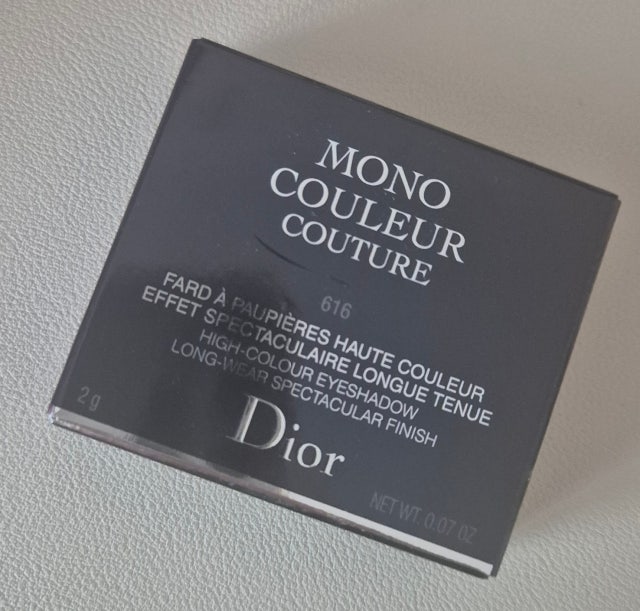 MONO
COULEUR
COUTURE
616
FARD À PAUPIÈRES HAUTE COULEUR
EFFET SPECTACULAIRE LONGUE TENUE
HIGH-COLOUR EYESHADOW
LONG-WEAR SPECTACULAR FINISH
2 g
Dior
NET WT. 0.07 OZ